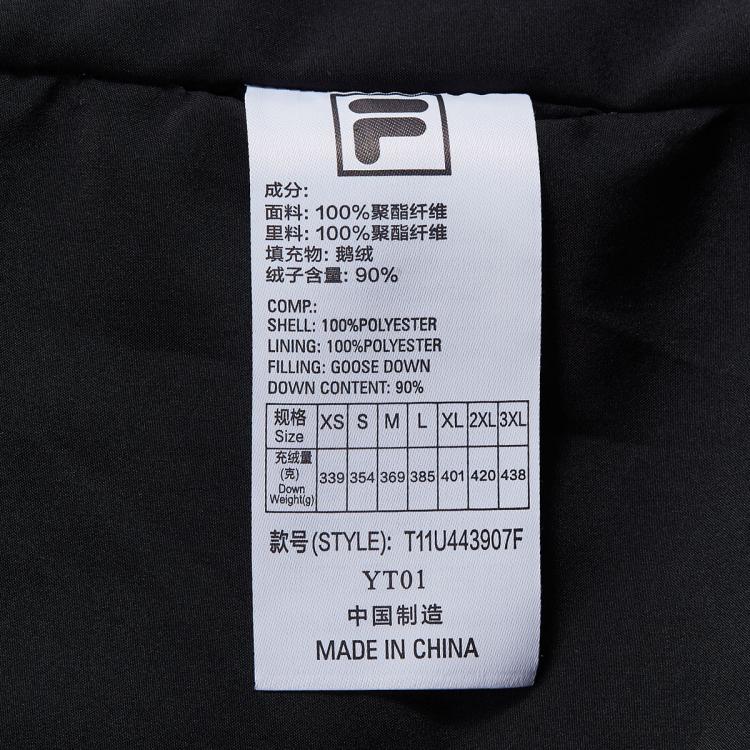 成分:
面料: 100%聚酯纤维
里料: 100%聚酯纤维
填充物: 鹅绒
绒子含量: 90%
COMP.:
SHELL: 100%POLYESTER
LINING: 100%POLYESTER
FILLING: GOOSE DOWN
DOWN CONTENT: 90%
规格 Size XS S M L XL 2XL 3XL
充绒量(克) Down Weight(g) 339 354 369 385 401 420 438
款号(STYLE): T11U443907F
YT01
中国制造
MADE IN CHINA